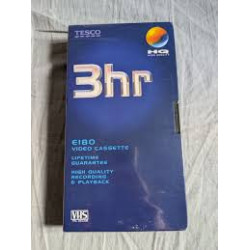 TESCO
HQ
3hr
E180
VIDEO CASSETTE
LIFETIME
GUARANTEE
HIGH QUALITY
RECORDING
& PLAYBACK
VHS